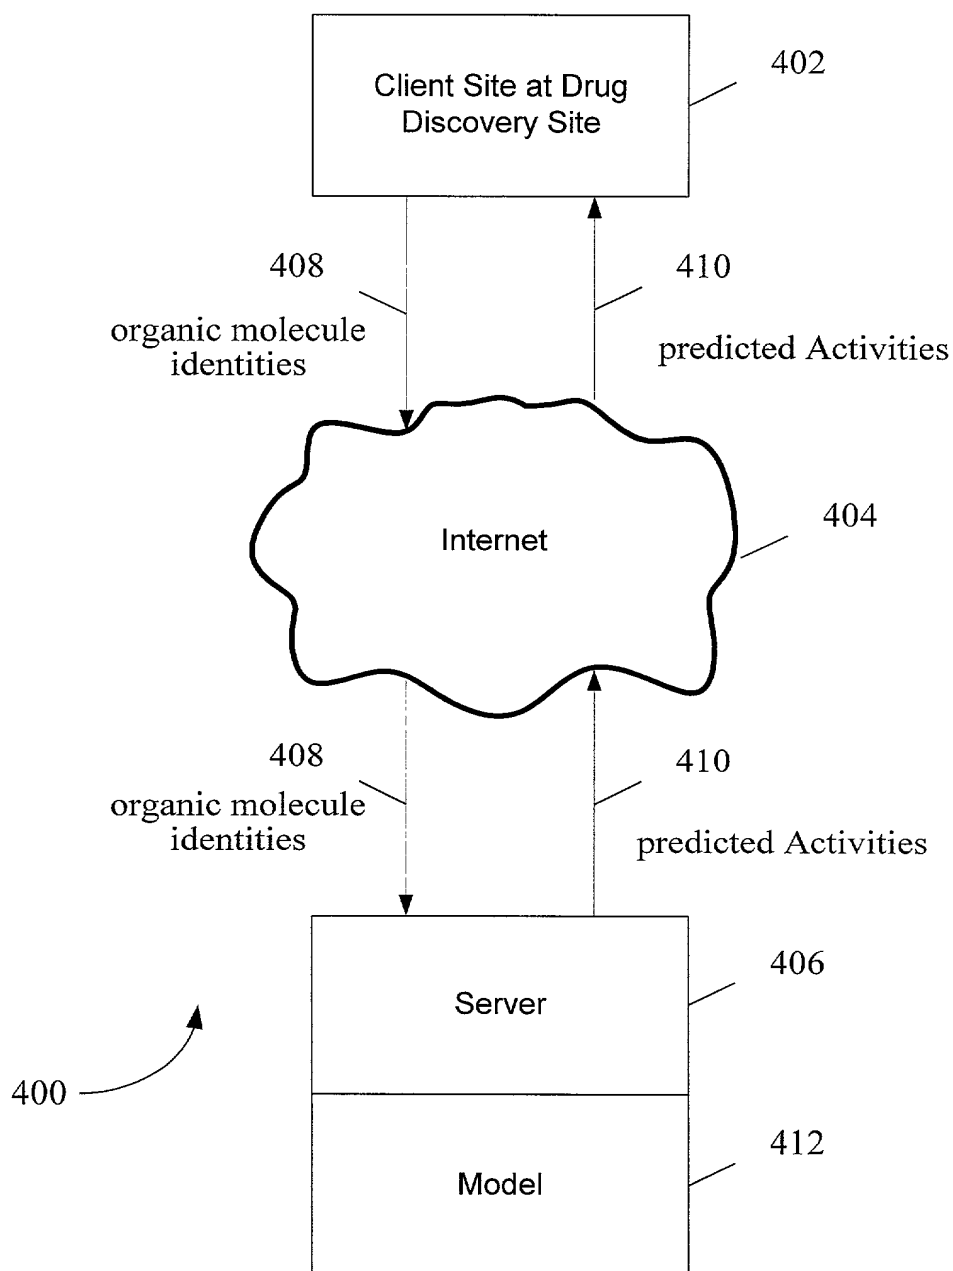 402
Client Site at Drug
Discovery Site
408
organic molecule
identities
410
predicted Activities
Internet
404
408
organic molecule
identities
410
predicted Activities
406
Server
400
412
Model